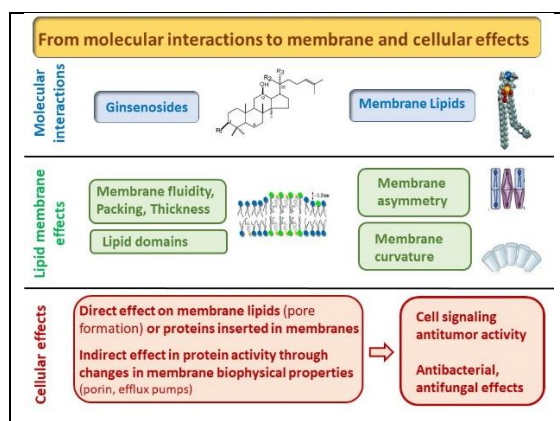 From molecular interactions to membrane and cellular effects
Molecular
interactions
Ginsenosides
R3
OH
Membrane Lipids
Lipid membrane
effects
Membrane fluidity,
Packing, Thickness
Lipid domains
Membrane
asymmetry
Membrane
curvature
Cellular effects
Direct effect on membrane lipids (pore
formation) or proteins inserted in membranes
Indirect effect in protein activity through
changes in membrane biophysical properties
(porin, efflux pumps)
Cell signaling
antitumor activity
Antibacterial,
antifungal effects